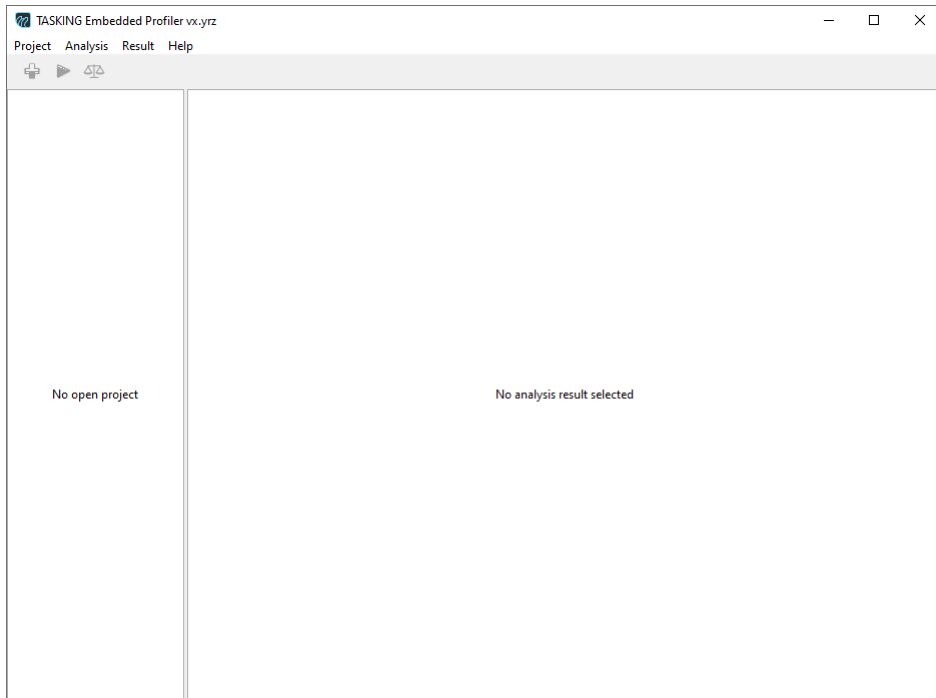 TASKING Embedded Profiler vx.yrz
Project Analysis Result Help
No open project
No analysis result selected